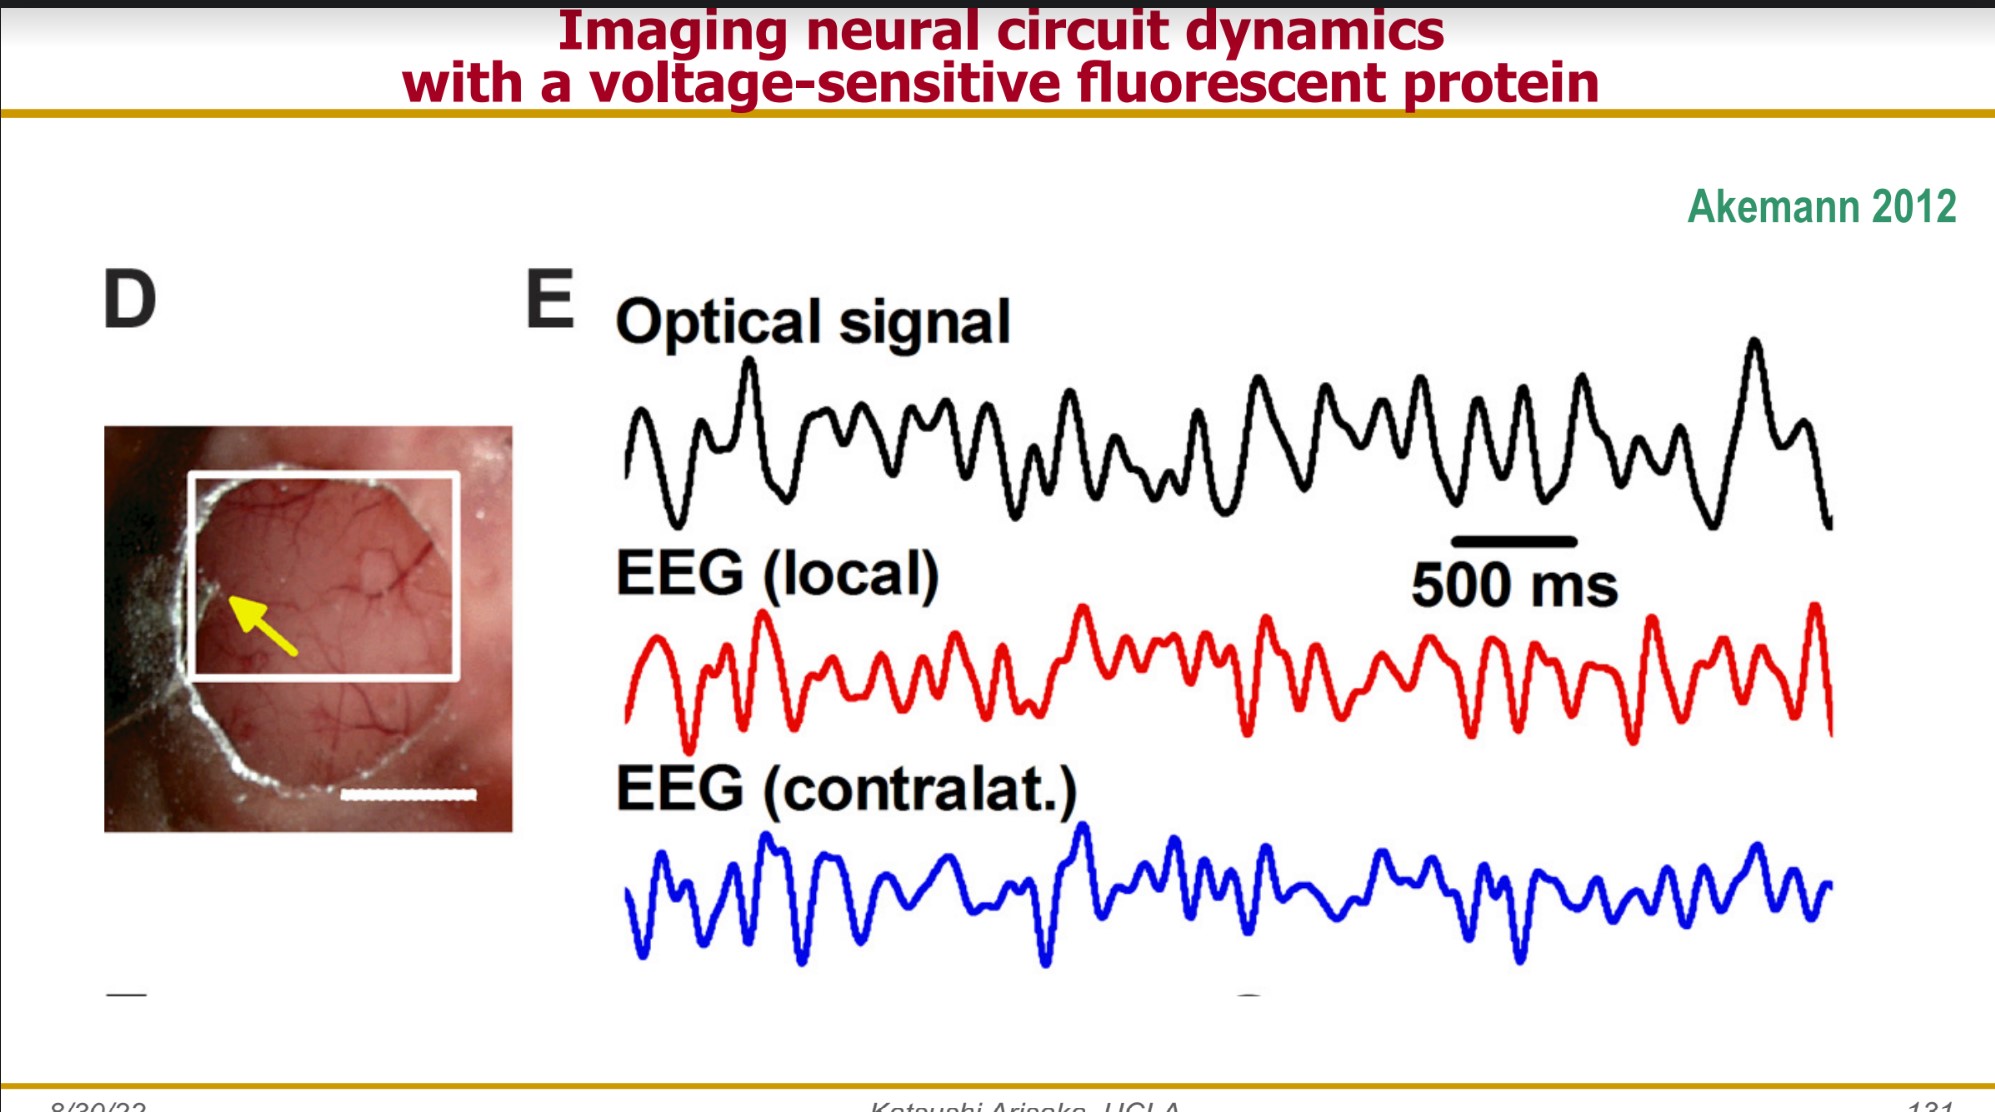 Imaging neural circuit dynamics
with a voltage-sensitive fluorescent protein
Akemann 2012
D
E
Optical signal
500 ms
EEG (local)
EEG (contralat.)
8/30/22
Katsushi Arisaka, UCLA
131